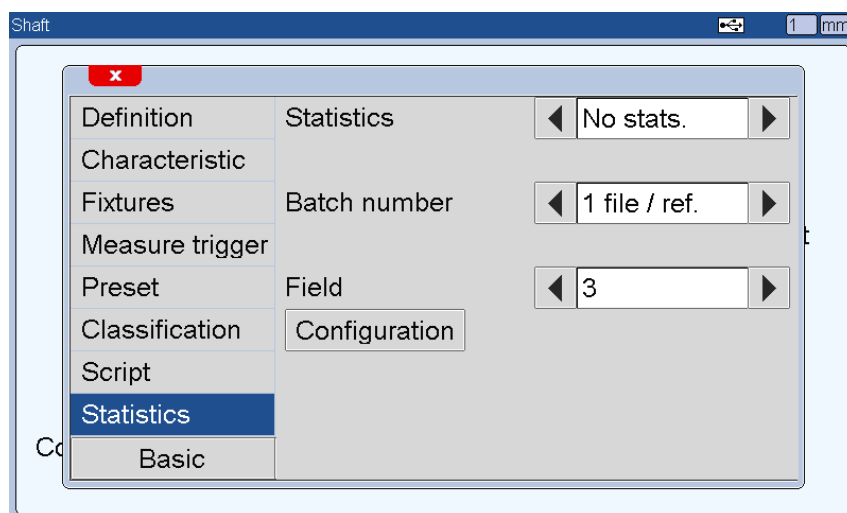 Shaft 1 mm
x
Definition Statistics No stats.
Characteristic
Fixtures Batch number 1 file / ref.
Measure trigger
Preset Field 3
Classification Configuration
Script
Statistics
Basic